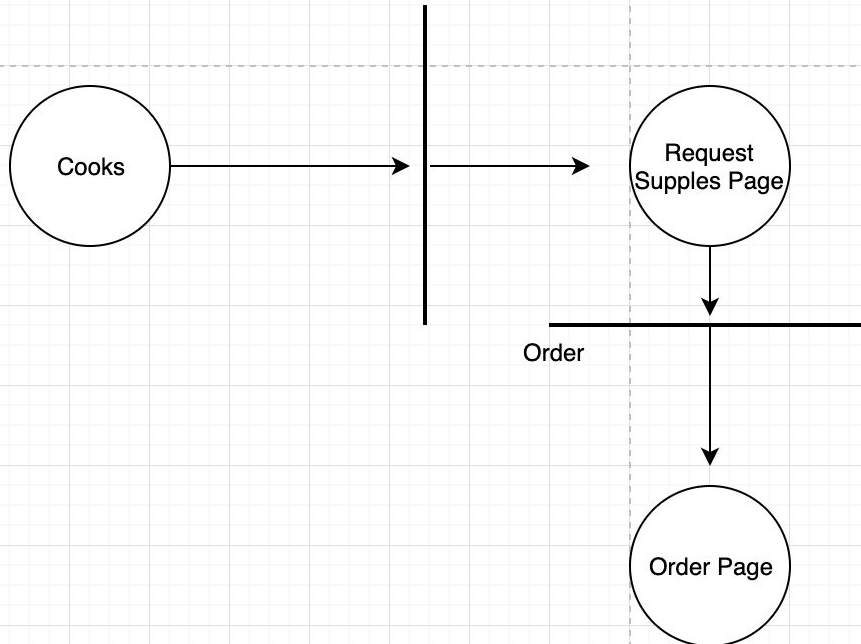 Cooks
Request
Supples Page
Order
Order Page